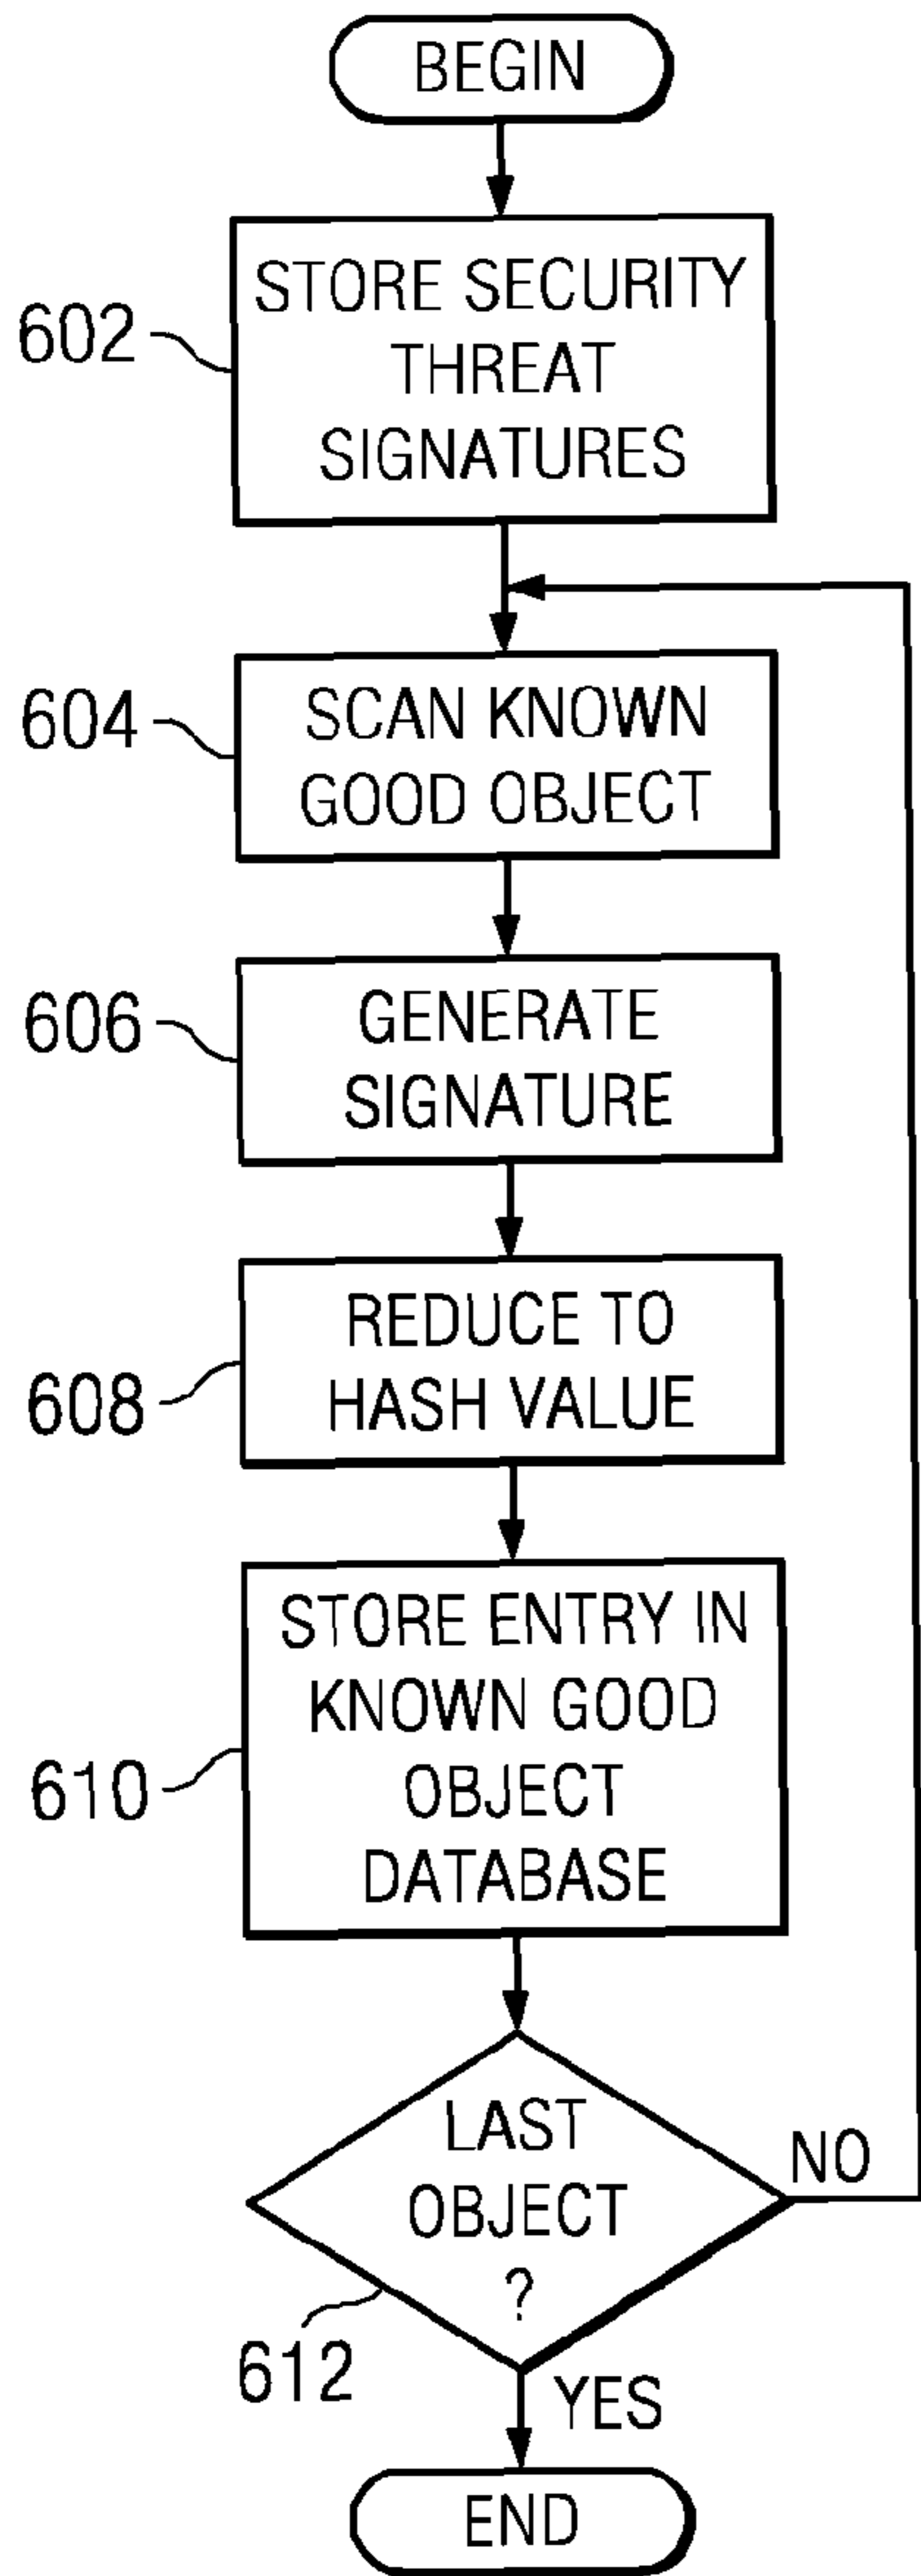 BEGIN
602
STORE SECURITY
THREAT
SIGNATURES
604
SCAN KNOWN
GOOD OBJECT
606
GENERATE
SIGNATURE
608
REDUCE TO
HASH VALUE
610
STORE ENTRY IN
KNOWN GOOD
OBJECT
DATABASE
LAST
OBJECT
?
NO
612
YES
END